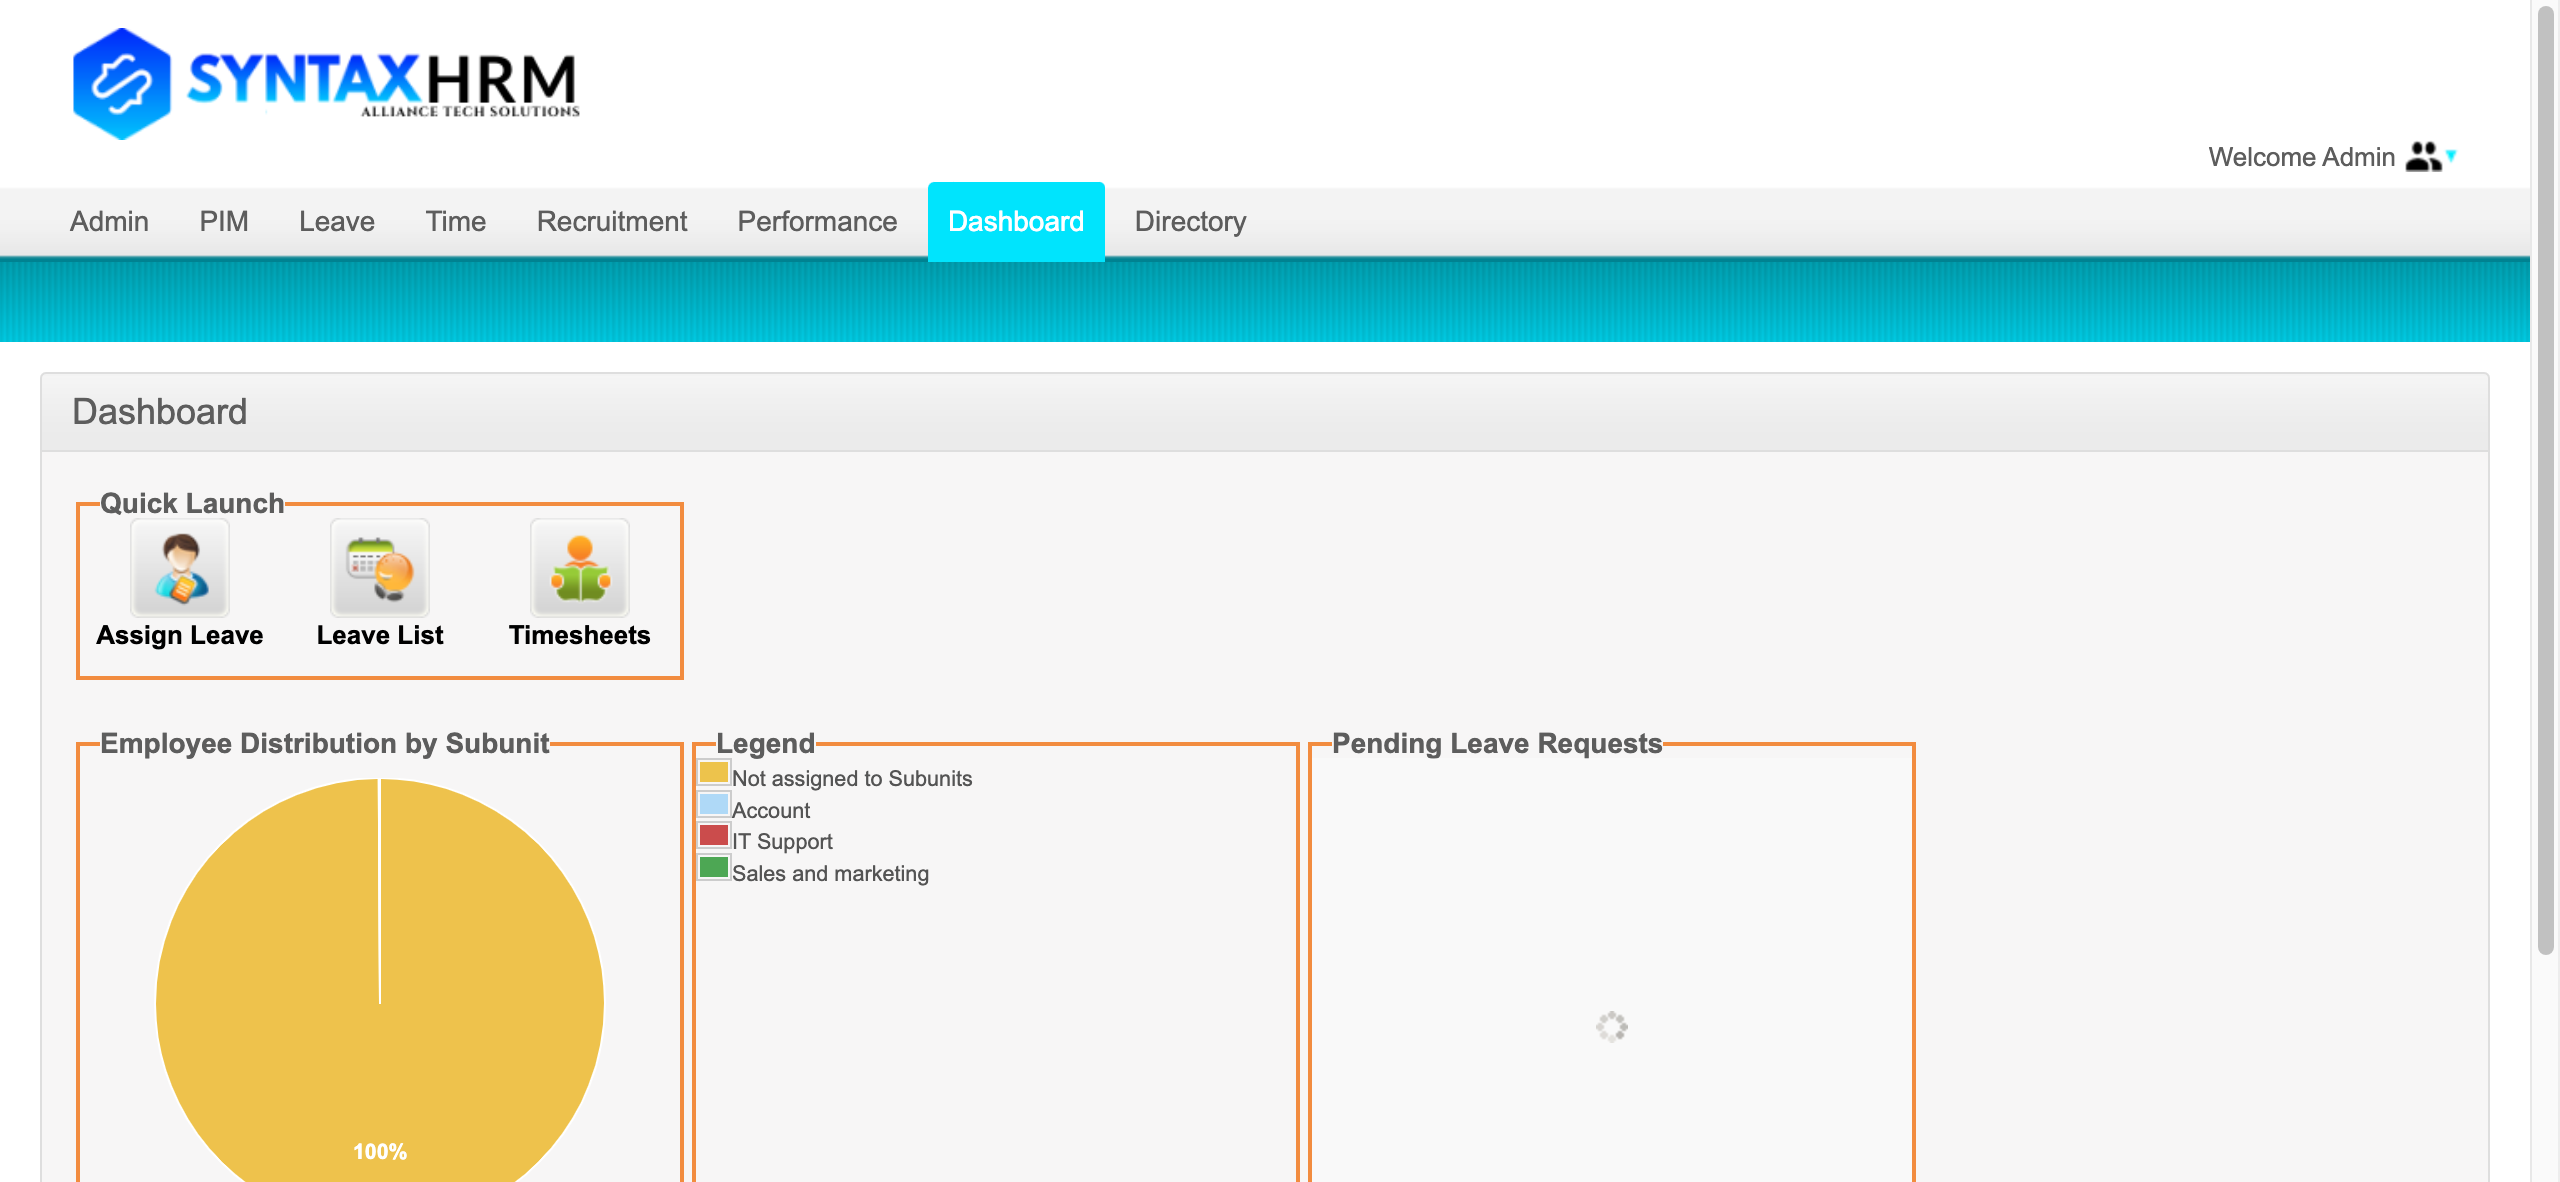 SYNTAXHRM
ALLIANCE TECH SOLUTIONS
Welcome Admin
Admin PIM Leave Time Recruitment Performance Dashboard Directory
Dashboard
Quick Launch
Assign Leave Leave List Timesheets
Employee Distribution by Subunit
100%
Legend
Not assigned to Subunits
Account
IT Support
Sales and marketing
Pending Leave Requests